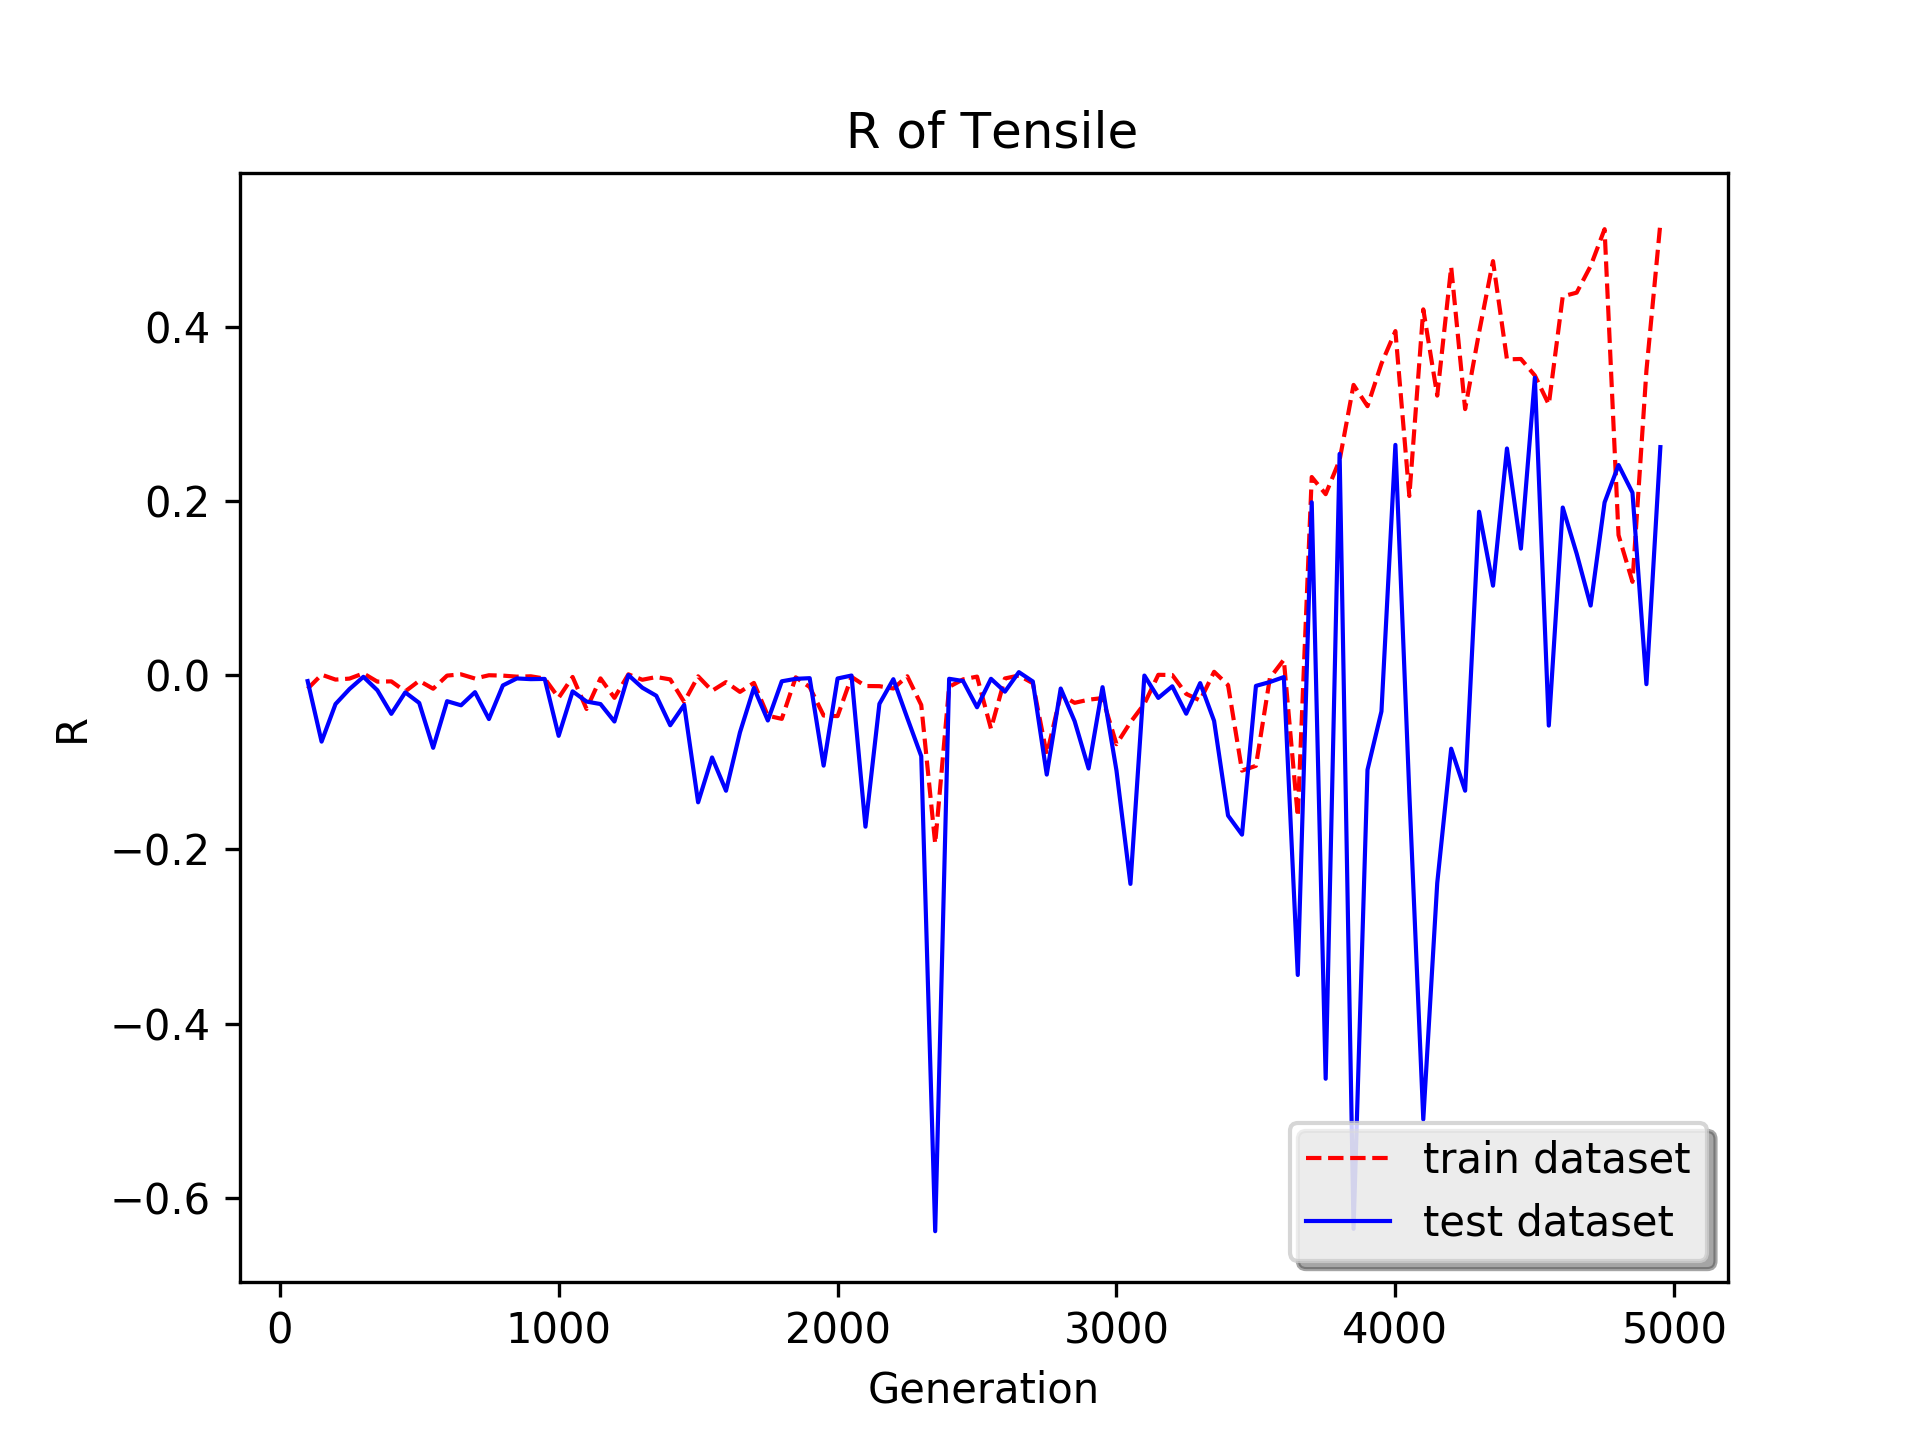 R of Tensile
R
0.4
0.2
0.0
−0.2
−0.4
−0.6
train dataset
test dataset
0 1000 2000 3000 4000 5000
Generation